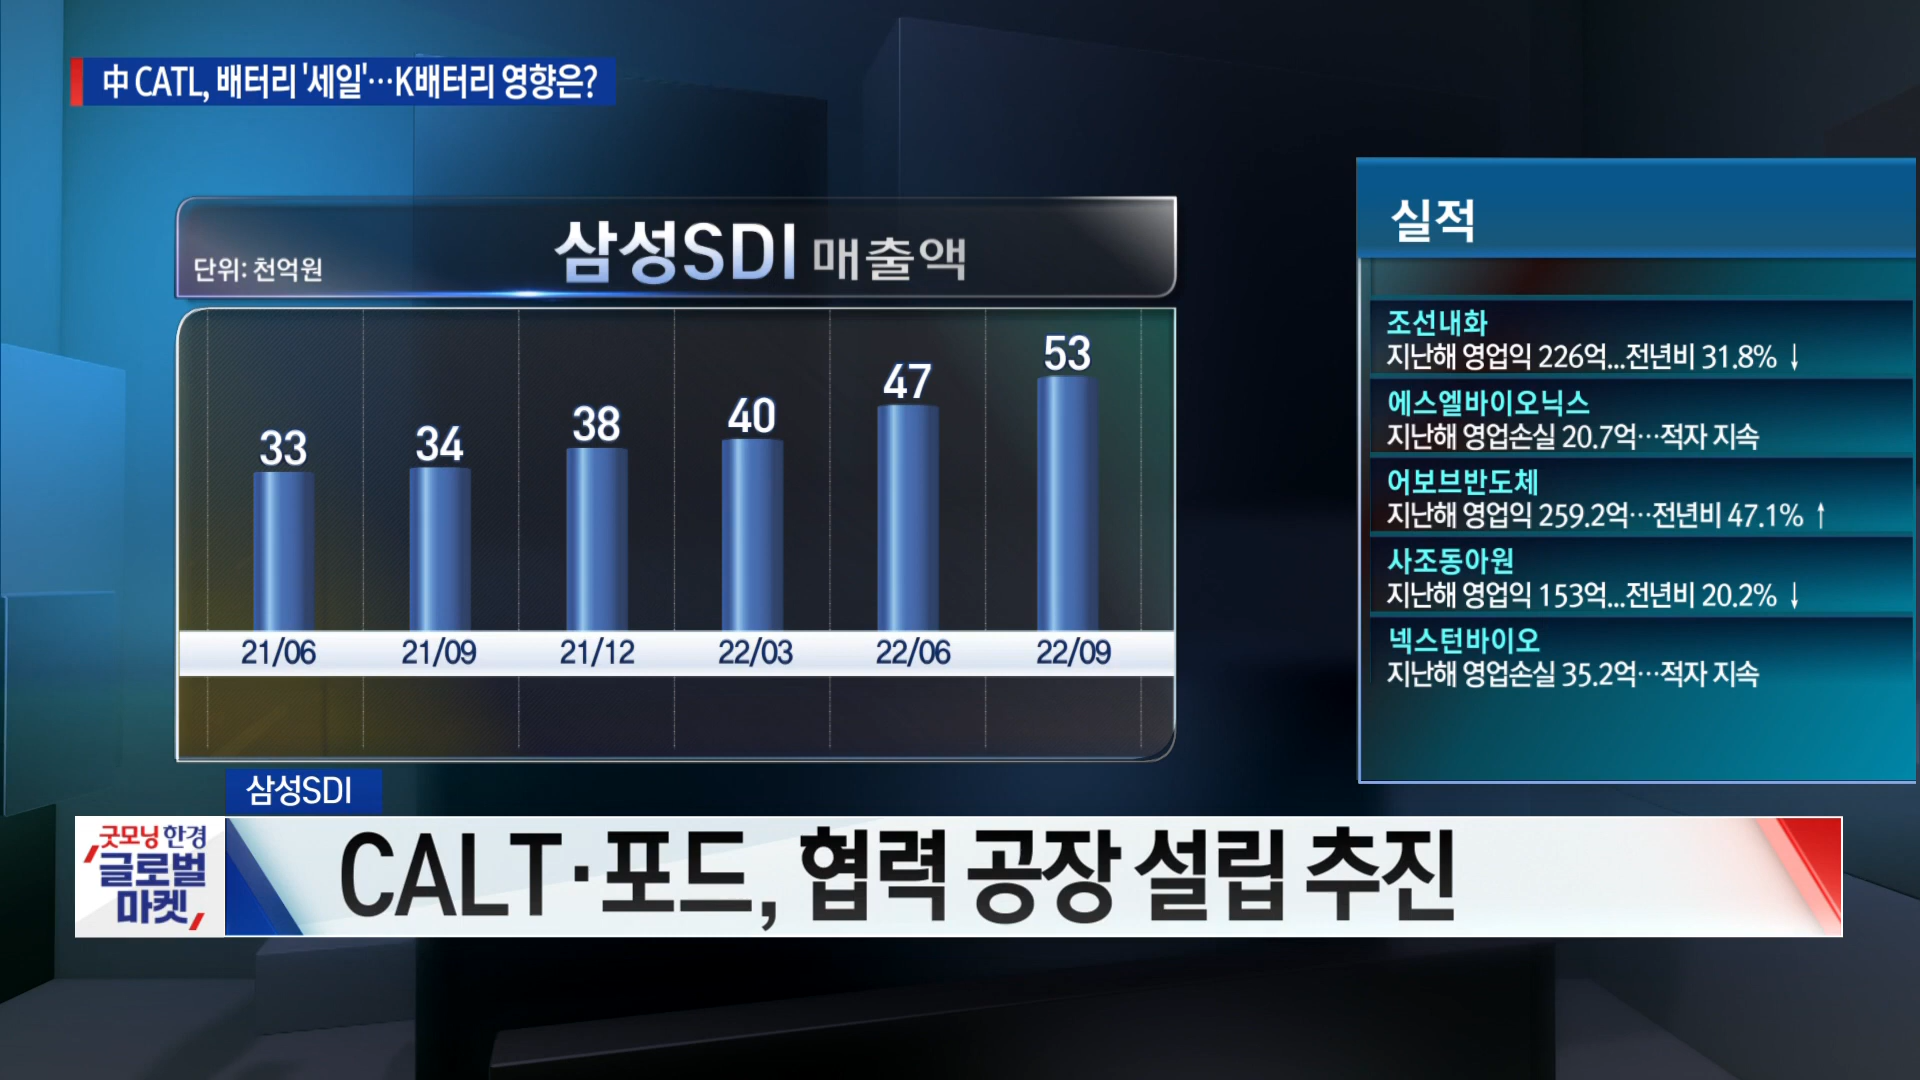 中 CATL, 배터리 '세일'…K배터리 영향은?
단위: 천억원
삼성SDI 매출액
33 34 38 40 47 53
21/06 21/09 21/12 22/03 22/06 22/09
실적
조선내화
지난해 영업익 226억...전년비 31.8% ↓
에스엘바이오닉스
지난해 영업손실 20.7억…적자 지속
어보브반도체
지난해 영업익 259.2억…전년비 47.1% ↑
사조동아원
지난해 영업익 153억...전년비 20.2% ↓
넥스턴바이오
지난해 영업손실 35.2억…적자 지속
삼성SDI
굿모닝 한경
글로벌
마켓
CALT·포드, 협력 공장 설립 추진